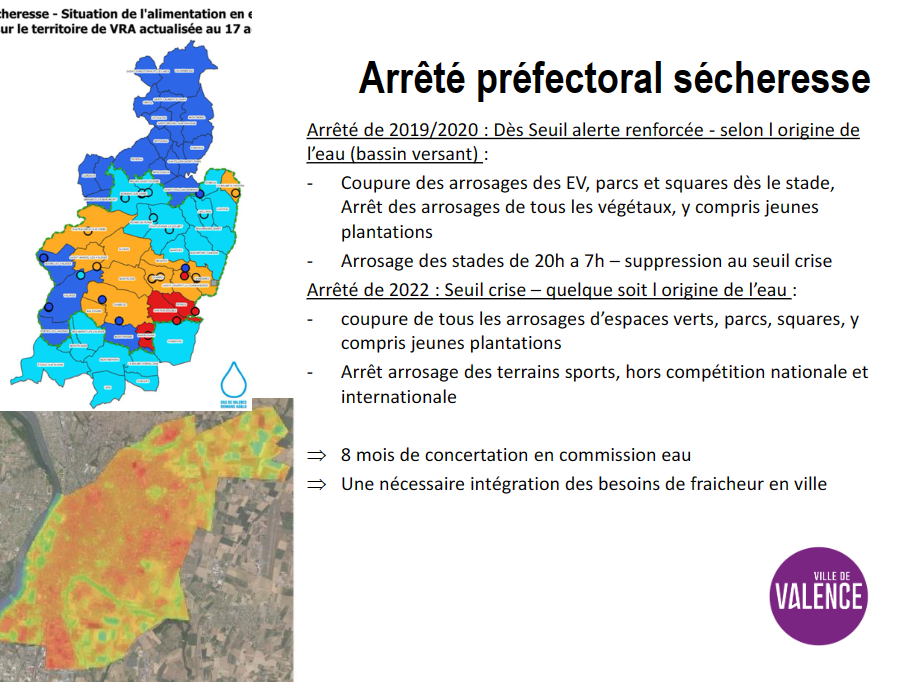 cheresse - Situation de l'alimentation en e
ur le territoire de VRA actualisée au 17 a
Arrêté préfectoral sécheresse
Arrêté de 2019/2020 : Dès Seuil alerte renforcée - selon l origine de
l’eau (bassin versant) :
- Coupure des arrosages des EV, parcs et squares dès le stade,
Arrêt des arrosages de tous les végétaux, y compris jeunes
plantations
- Arrosage des stades de 20h a 7h – suppression au seuil crise
Arrêté de 2022 : Seuil crise – quelque soit l origine de l’eau :
- coupure de tous les arrosages d’espaces verts, parcs, squares, y
compris jeunes plantations
- Arrêt arrosage des terrains sports, hors compétition nationale et
internationale
⇒ 8 mois de concertation en commission eau
⇒ Une nécessaire intégration des besoins de fraicheur en ville
EAU DE VALENCE
ROMANS AGGLO
VILLE DE
VALENCE